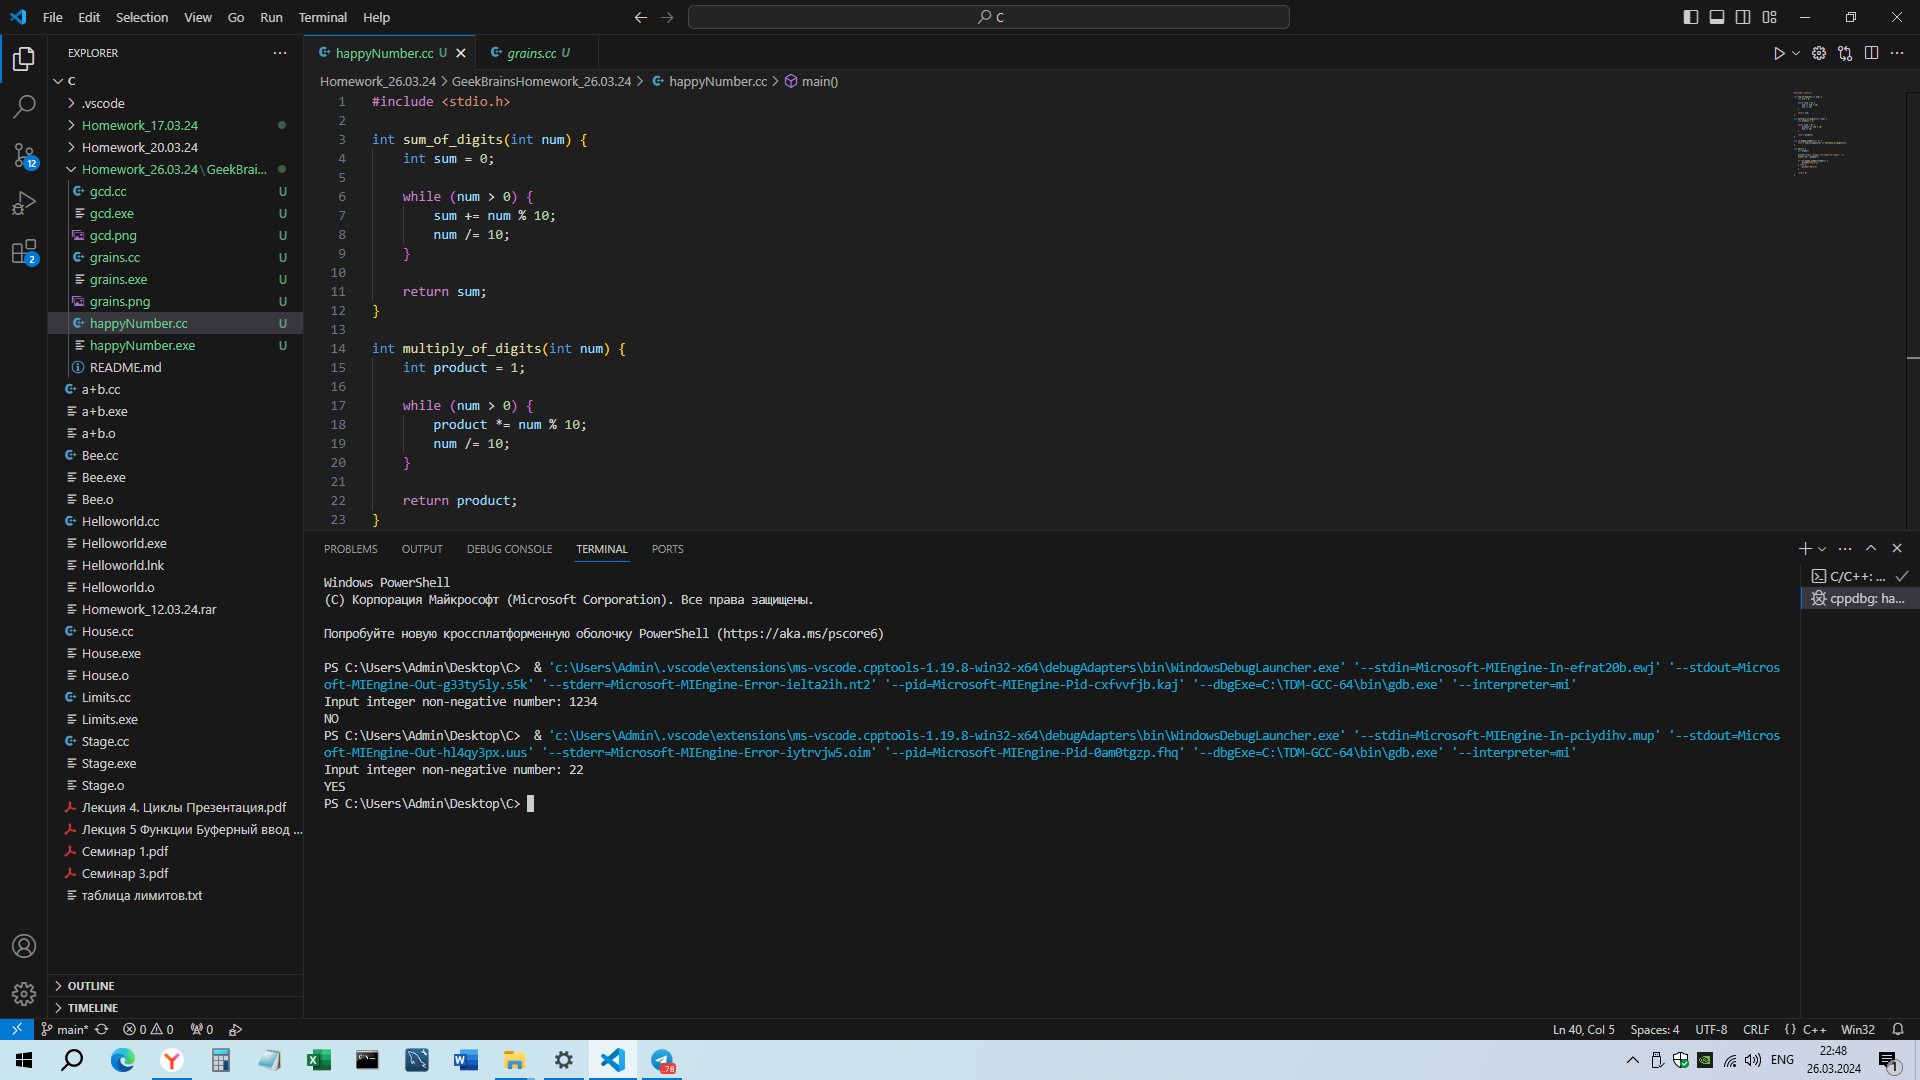 File Edit Selection View Go Run Terminal Help
C
EXPLORER
C
.vscode
Homework_17.03.24
Homework_20.03.24
Homework_26.03.24\GeekBrai...
gcd.cc U
gcd.exe U
gcd.png U
grains.cc U
grains.exe U
grains.png U
happyNumber.cc U
happyNumber.exe U
README.md
a+b.cc
a+b.exe
a+b.o
Bee.cc
Bee.exe
Bee.o
Helloworld.cc
Helloworld.exe
Helloworld.lnk
Helloworld.o
Homework_12.03.24.rar
House.cc
House.exe
House.o
Limits.cc
Limits.exe
Stage.cc
Stage.exe
Stage.o
Лекция 4. Циклы Презентация.pdf
Лекция 5 Функции Буферный ввод ...
Семинар 1.pdf
Семинар 3.pdf
таблица лимитов.txt
OUTLINE
TIMELINE
12
2
happyNumber.cc U
grains.cc U
Homework_26.03.24 > GeekBrainsHomework_26.03.24 > happyNumber.cc > main()
1 #include <stdio.h>
2
3 int sum_of_digits(int num) {
4 int sum = 0;
5
6 while (num > 0) {
7 sum += num % 10;
8 num /= 10;
9 }
10
11 return sum;
12 }
13
14 int multiply_of_digits(int num) {
15 int product = 1;
16
17 while (num > 0) {
18 product *= num % 10;
19 num /= 10;
20 }
21
22 return product;
23 }
PROBLEMS OUTPUT DEBUG CONSOLE TERMINAL PORTS
Windows PowerShell
(C) Корпорация Майкрософт (Microsoft Corporation). Все права защищены.
Попробуйте новую кроссплатформенную оболочку PowerShell (https://aka.ms/pscore6)
PS C:\Users\Admin\Desktop\C> & 'c:\Users\Admin\.vscode\extensions\ms-vscode.cpptools-1.19.8-win32-x64\debugAdapters\bin\WindowsDebugLauncher.exe' '--stdin=Microsoft-MIEngine-In-efrat20b.ewj' '--stdout=Micros
oft-MIEngine-Out-g33ty5ly.s5k' '--stderr=Microsoft-MIEngine-Error-ielta2ih.nt2' '--pid=Microsoft-MIEngine-Pid-cxfvvfjb.kaj' '--dbgExe=C:\TDM-GCC-64\bin\gdb.exe' '--interpreter=mi'
Input integer non-negative number: 1234
NO
PS C:\Users\Admin\Desktop\C> & 'c:\Users\Admin\.vscode\extensions\ms-vscode.cpptools-1.19.8-win32-x64\debugAdapters\bin\WindowsDebugLauncher.exe' '--stdin=Microsoft-MIEngine-In-pciydihv.mup' '--stdout=Micros
oft-MIEngine-Out-hl4qy3px.uus' '--stderr=Microsoft-MIEngine-Error-iytrvjw5.oim' '--pid=Microsoft-MIEngine-Pid-0am0tgzp.fhq' '--dbgExe=C:\TDM-GCC-64\bin\gdb.exe' '--interpreter=mi'
Input integer non-negative number: 22
YES
PS C:\Users\Admin\Desktop\C>
C/C++: ...
cppdbg: ha...
main* 0 0 0
Ln 40, Col 5 Spaces: 4 UTF-8 CRLF {} C++ Win32
ENG
22:48
26.03.2024
1